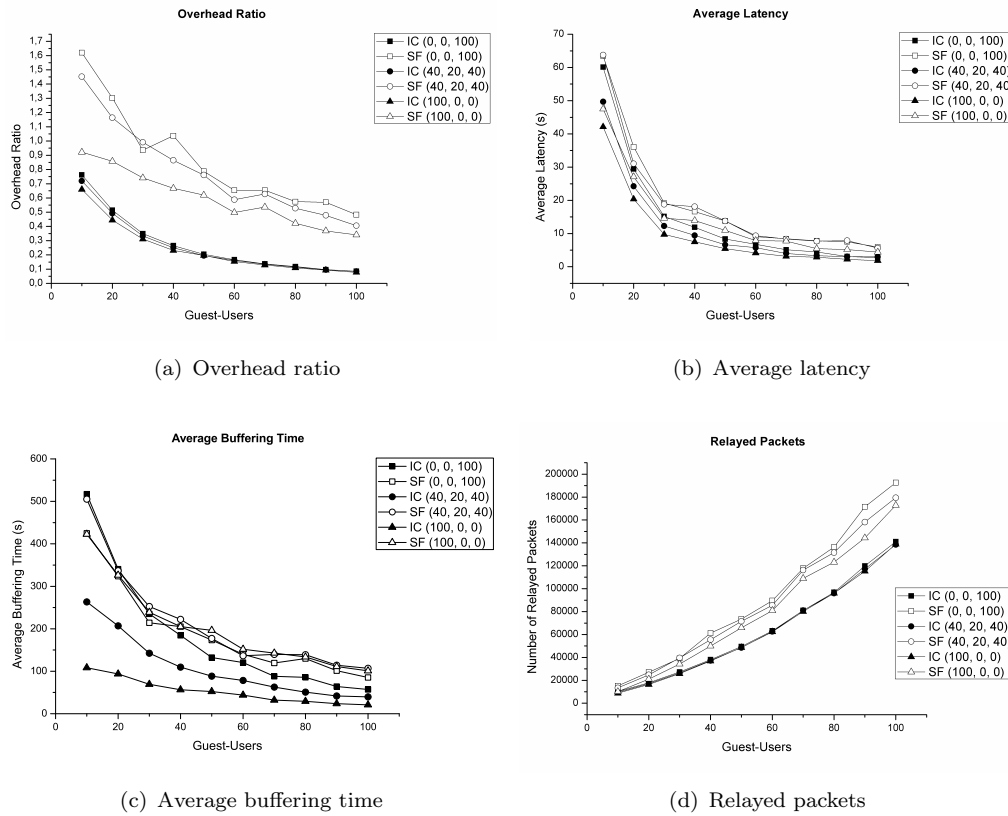 Overhead Ratio
1,7
1,6
1,5
1,4
1,3
1,2
1,1
1,0
0,9
0,8
0,7
0,6
0,5
0,4
0,3
0,2
0,1
0,0
Overhead Ratio
0 20 40 60 80 100
Guest-Users
IC (0, 0, 100)
SF (0, 0, 100)
IC (40, 20, 40)
SF (40, 20, 40)
IC (100, 0, 0)
SF (100, 0, 0)
(a) Overhead ratio
Average Latency
70
60
50
40
30
20
10
0
Average Latency (s)
0 20 40 60 80 100
Guest-Users
IC (0, 0, 100)
SF (0, 0, 100)
IC (40, 20, 40)
SF (40, 20, 40
IC (100, 0, 0)
SF (100, 0, 0)
(b) Average latency
Average Buffering Time
600
500
400
300
200
100
0
Average Buffering Time (s)
0 20 40 60 80 100
Guest-Users
IC (0, 0, 100)
SF (0, 0, 100)
IC (40, 20, 40)
SF (40, 20, 40)
IC (100, 0, 0)
SF (100, 0, 0)
(c) Average buffering time
Relayed Packets
200000
180000
160000
140000
120000
100000
80000
60000
40000
20000
0
Number of Relayed Packets
0 20 40 60 80 100
Guest-Users
IC (0, 0, 100)
SF (0, 0, 100)
IC (40, 20, 40)
SF (40, 20, 40
IC (100, 0, 0)
SF (100, 0, 0)
(d) Relayed packets